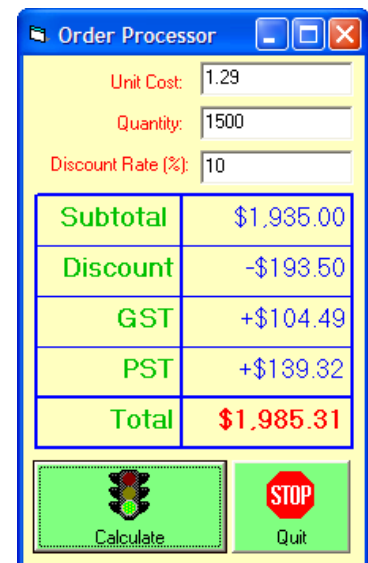 Order Processor
Unit Cost: 1.29
Quantity: 1500
Discount Rate (%): 10
Subtotal $1,935.00
Discount -$193.50
GST +$104.49
PST +$139.32
Total $1,985.31
STOP
Calculate Quit